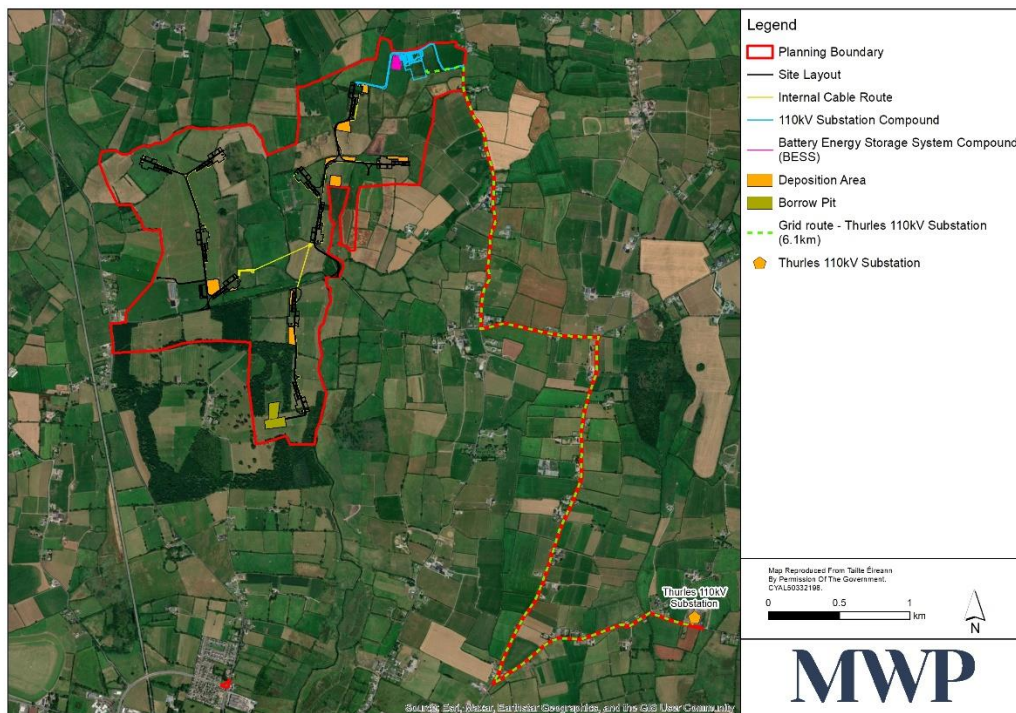 Legend
Planning Boundary
Site Layout
Internal Cable Route
110kV Substation Compound
Battery Energy Storage System Compound
(BESS)
Deposition Area
Borrow Pit
Grid route - Thurles 110kV Substation
(6.1km)
Thurles 110kV Substation
Thurles 110kV
Substation
Map Reproduced From Tailte Éireann
By Permission Of The Government.
CYAL50332198.
0 0.5 1
km
N
MWP
Source: Esri, Maxar, Earthstar Geographics, and the GIS User Community